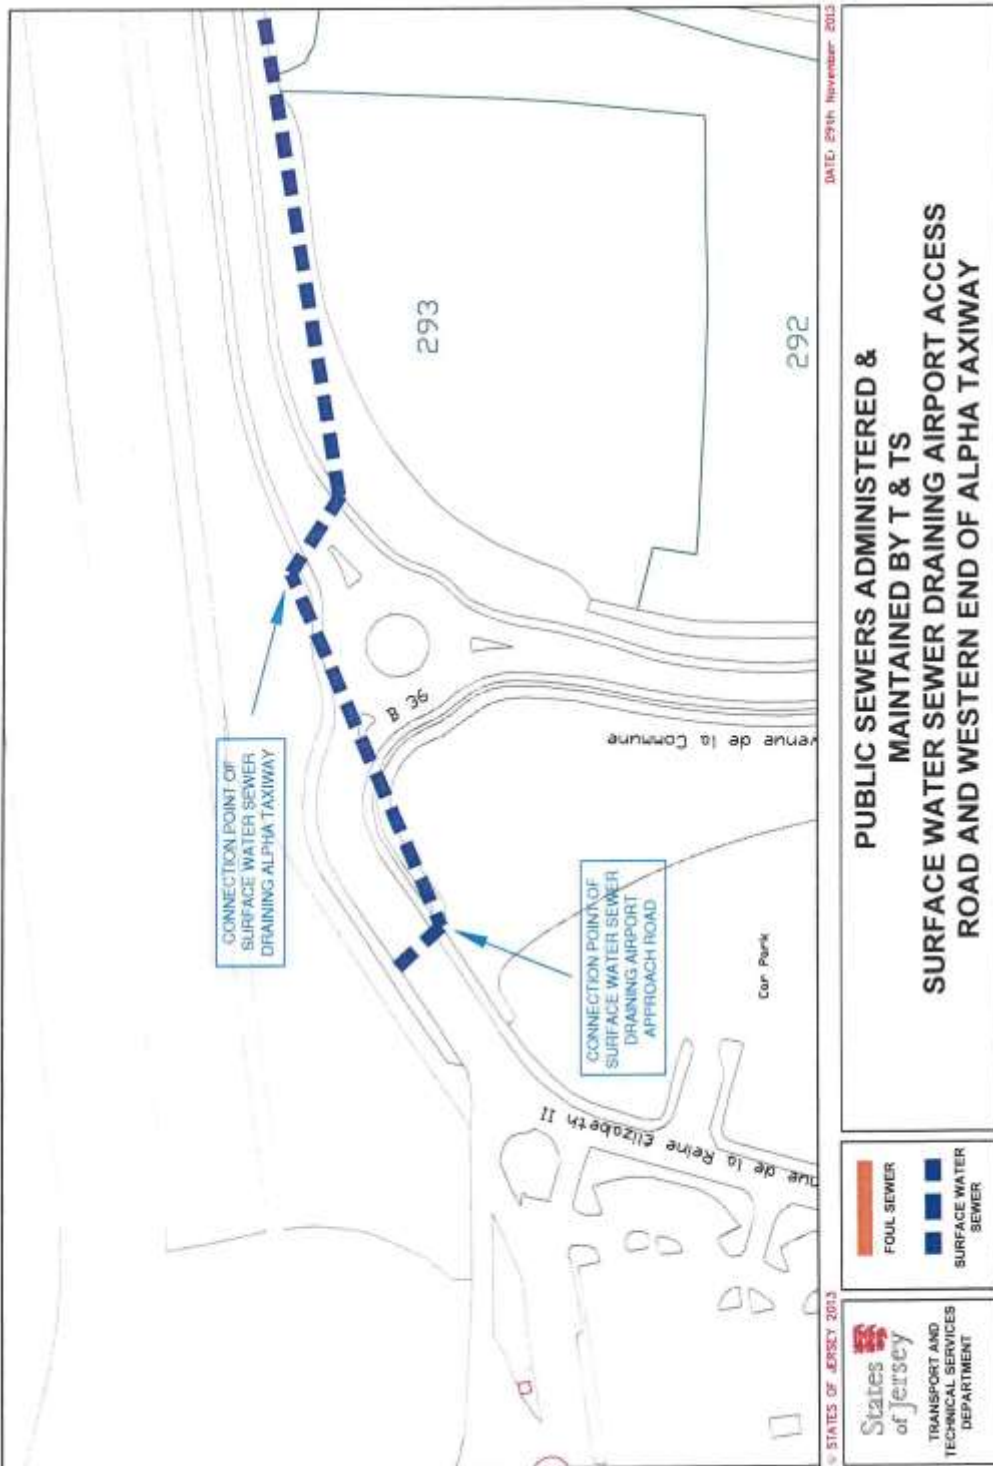 CONNECTION POINT OF
SURFACE WATER SEWER
DRAINING ALPHA TAXIWAY
CONNECTION POINT OF
SURFACE WATER SEWER
DRAINING AIRPORT
APPROACH ROAD
293
292
B 36
venue de la Commune
Car Park
nue de la Reine Elizabeth II
© STATES OF JERSEY 2013
DATE: 29th November 2013
States
of Jersey
TRANSPORT AND
TECHNICAL SERVICES
DEPARTMENT
FOUL SEWER
SURFACE WATER
SEWER
PUBLIC SEWERS ADMINISTERED &
MAINTAINED BY T & TS
SURFACE WATER SEWER DRAINING AIRPORT ACCESS
ROAD AND WESTERN END OF ALPHA TAXIWAY